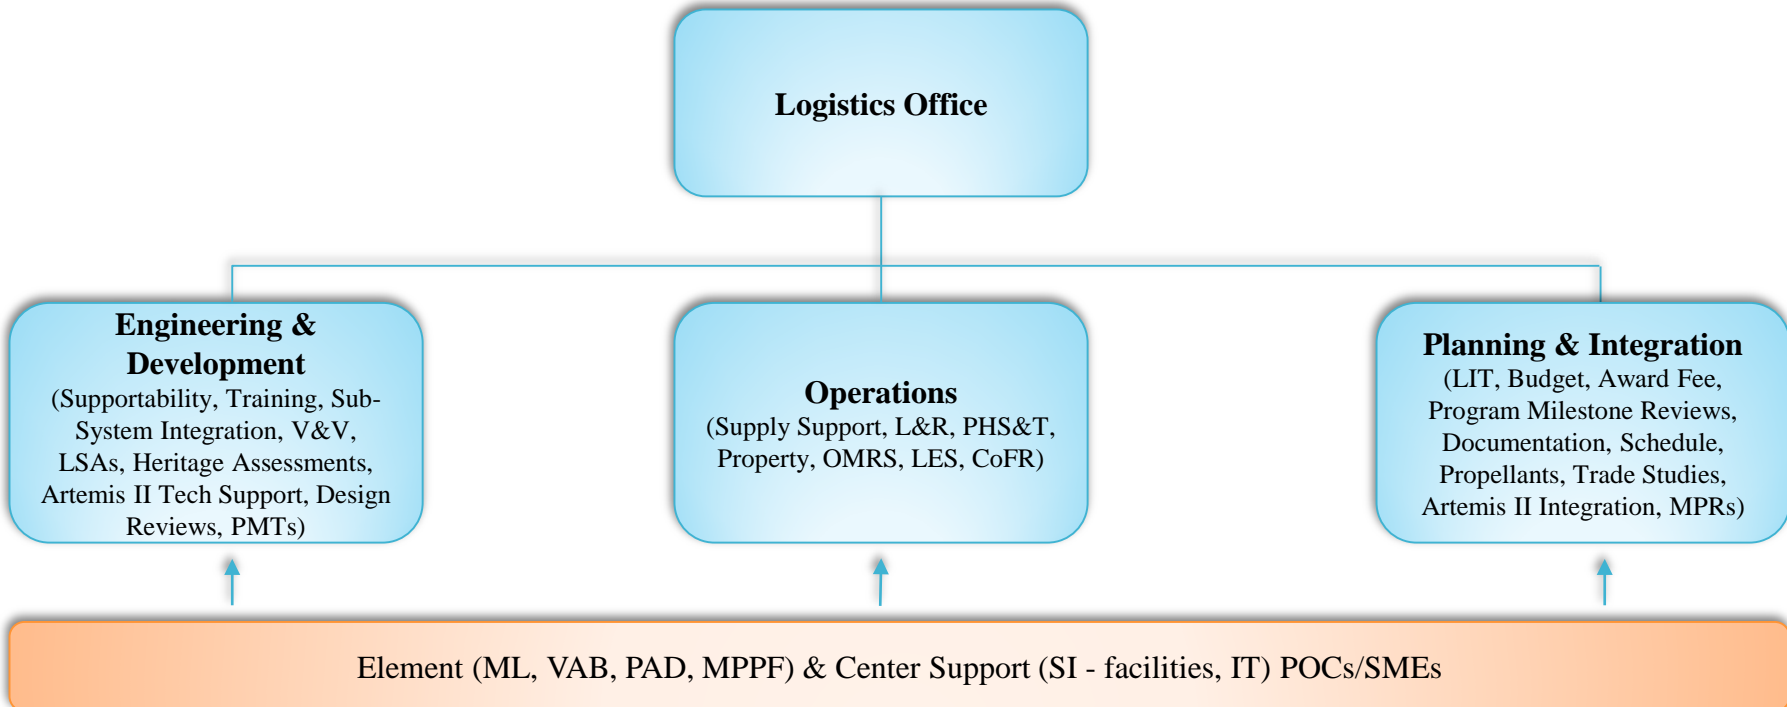 Logistics Office
Engineering &
Development
(Supportability, Training, Sub-
System Integration, V&V,
LSAs, Heritage Assessments,
Artemis II Tech Support, Design
Reviews, PMTs)
Operations
(Supply Support, L&R, PHS&T,
Property, OMRS, LES, CoFR)
Planning & Integration
(LIT, Budget, Award Fee,
Program Milestone Reviews,
Documentation, Schedule,
Propellants, Trade Studies,
Artemis II Integration, MPRs)
Element (ML, VAB, PAD, MPPF) & Center Support (SI - facilities, IT) POCs/SMEs